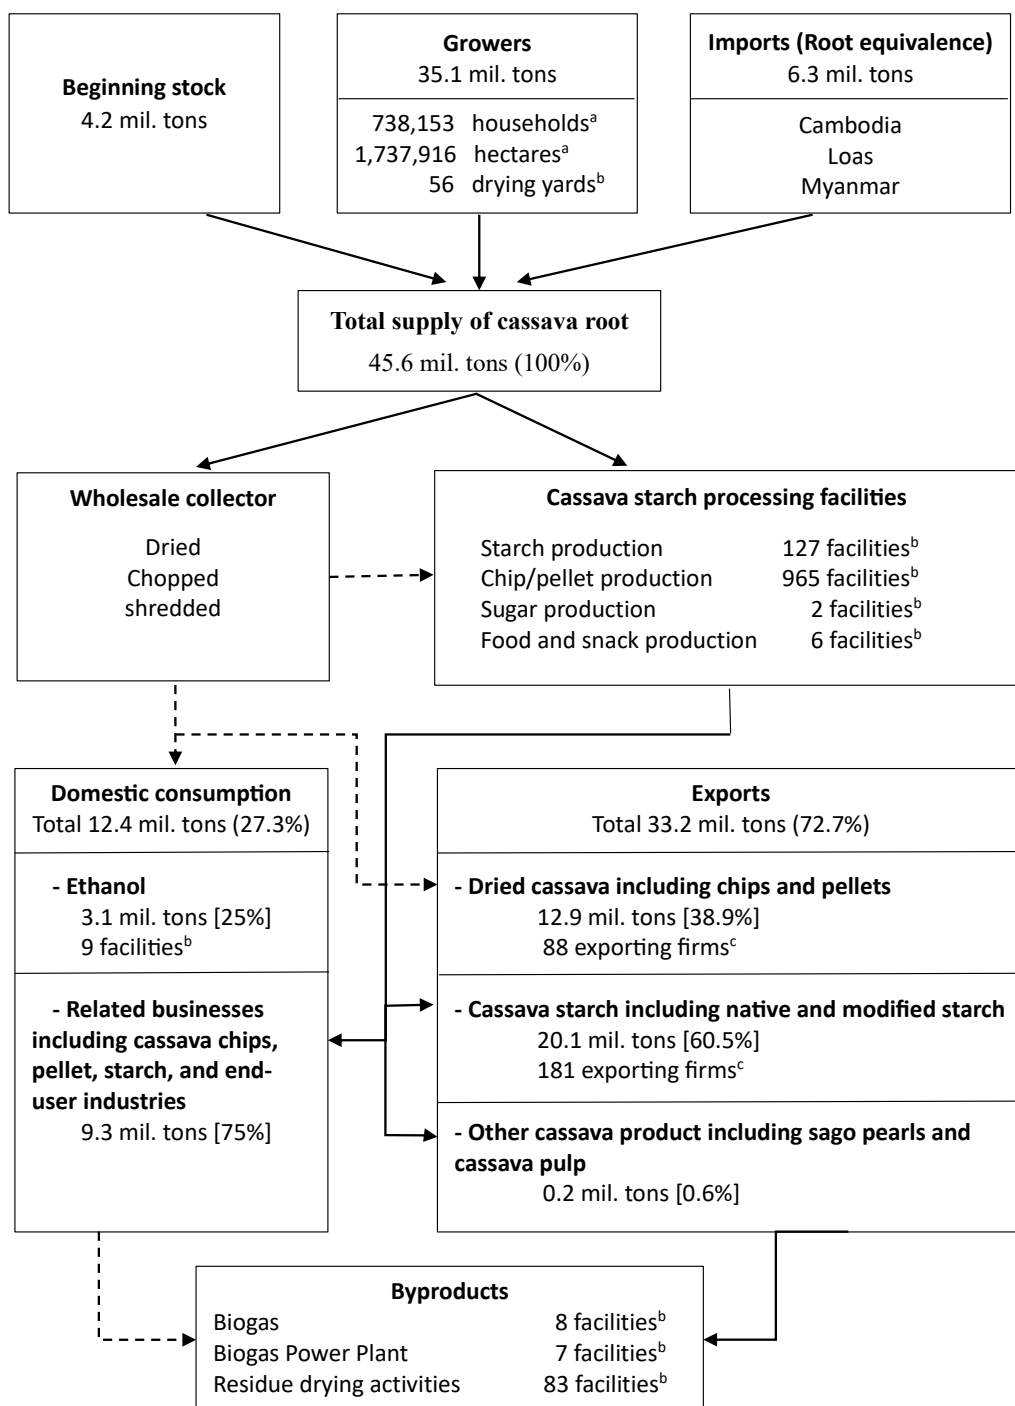 Beginning stock
4.2 mil. tons
Growers
35.1 mil. tons
738,153 households^a
1,737,916 hectares^a
56 drying yards^b
Imports (Root equivalence)
6.3 mil. tons
Cambodia
Loas
Myanmar
Total supply of cassava root
45.6 mil. tons (100%)
Wholesale collector
Dried
Chopped
shredded
Cassava starch processing facilities
Starch production 127 facilities^b
Chip/pellet production 965 facilities^b
Sugar production 2 facilities^b
Food and snack production 6 facilities^b
Domestic consumption
Total 12.4 mil. tons (27.3%)
- Ethanol
3.1 mil. tons [25%]
9 facilities^b
- Related businesses
including cassava chips,
pellet, starch, and end-
user industries
9.3 mil. tons [75%]
Exports
Total 33.2 mil. tons (72.7%)
- Dried cassava including chips and pellets
12.9 mil. tons [38.9%]
88 exporting firms^c
- Cassava starch including native and modified starch
20.1 mil. tons [60.5%]
181 exporting firms^c
- Other cassava product including sago pearls and
cassava pulp
0.2 mil. tons [0.6%]
Byproducts
Biogas 8 facilities^b
Biogas Power Plant 7 facilities^b
Residue drying activities 83 facilities^b